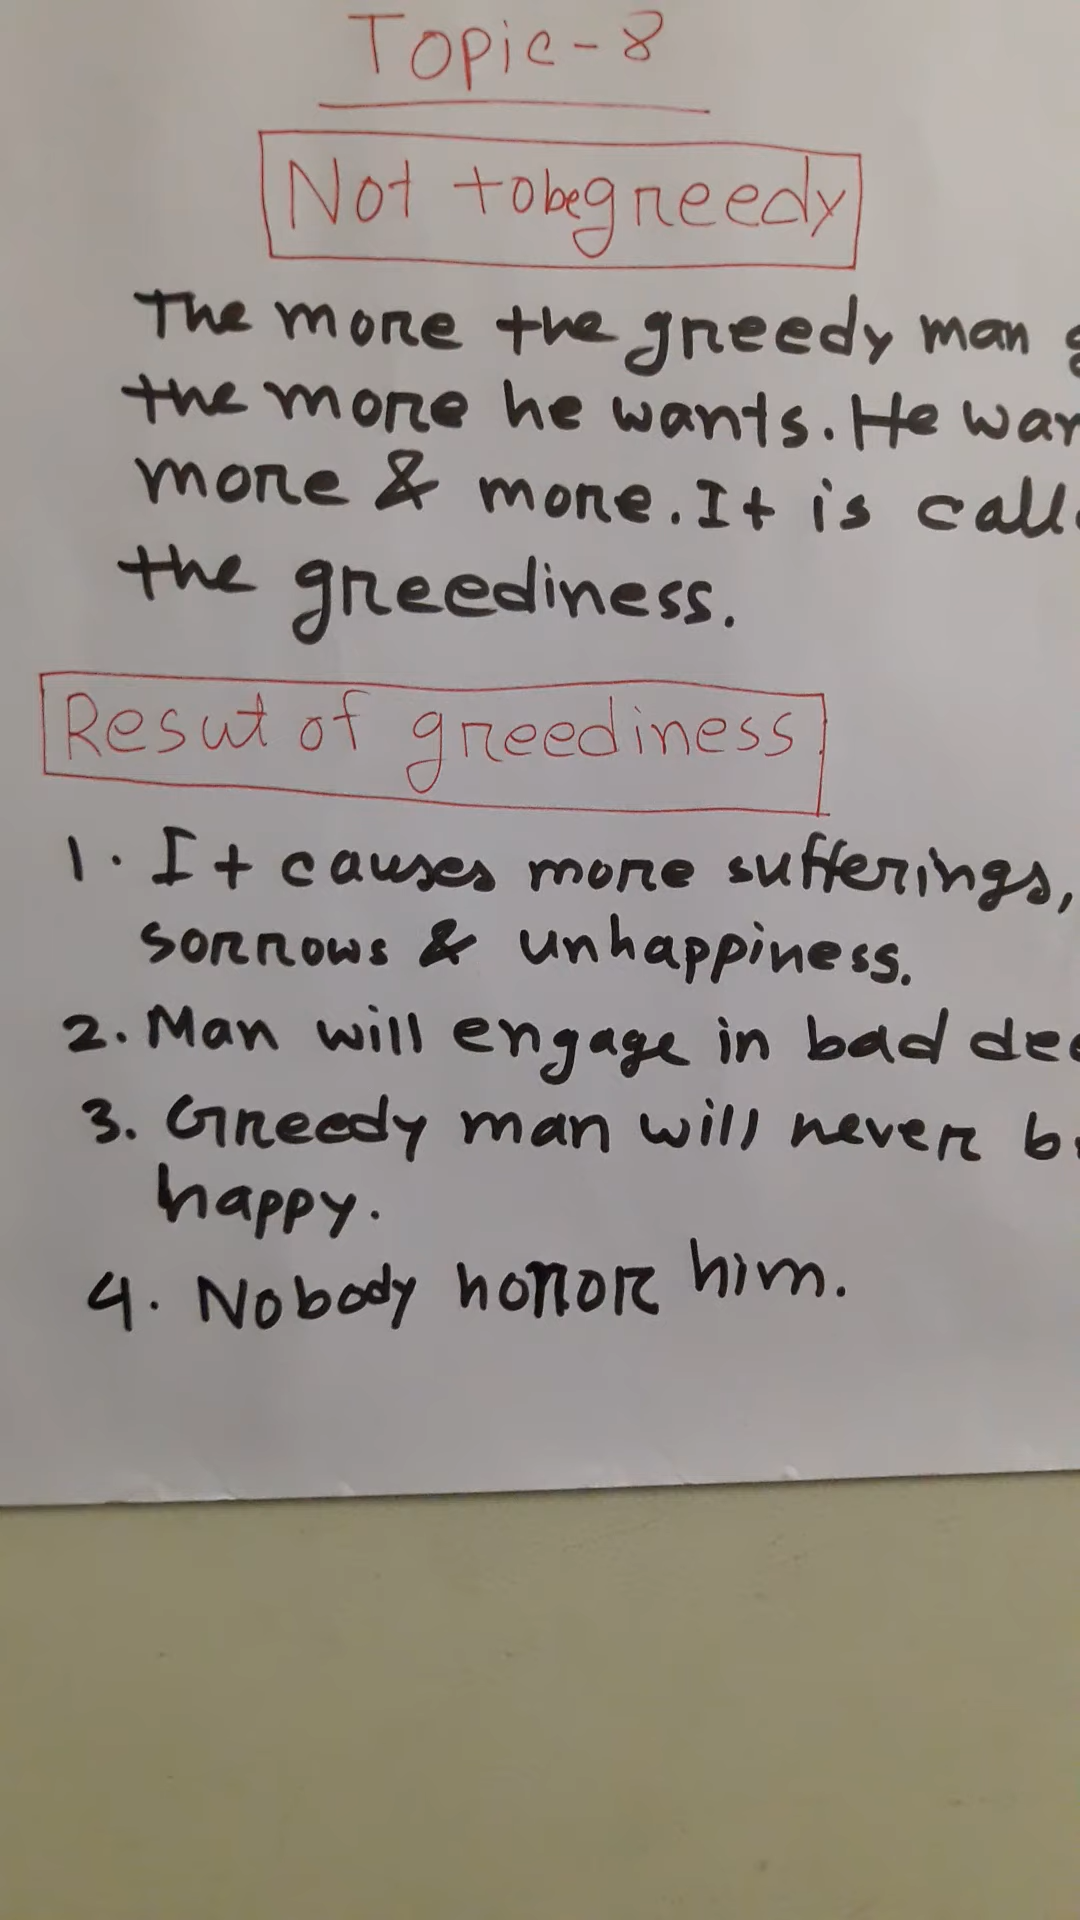 Topic-8
Not tobegreedy
The more the greedy man
the more he wants. He
more & more. It is
the greediness.
Resut of greediness
1. It causes more sufferings,
sorrows & unhappiness.
2. Man will engage in bad
3. Greedy man will never
happy.
4. Nobody honor him.